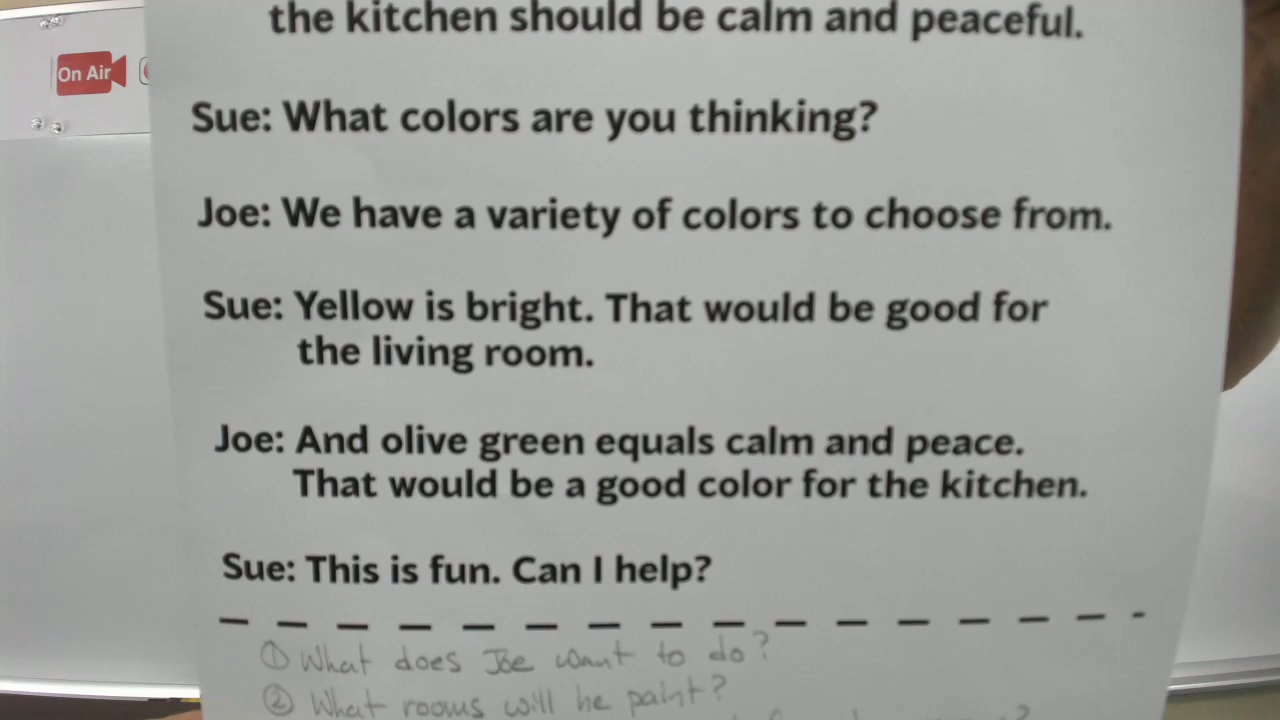 On Air
the kitchen should be calm and peaceful.
Sue: What colors are you thinking?
Joe: We have a variety of colors to choose from.
Sue: Yellow is bright. That would be good for
the living room.
Joe: And olive green equals calm and peace.
That would be a good color for the kitchen.
Sue: This is fun. Can I help?
① What does Joe want to do?
② What rooms will he paint?